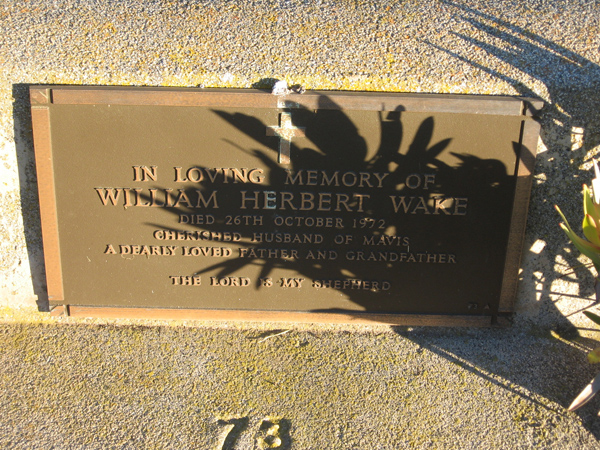 IN LOVING MEMORY OF
WILLIAM HERBERT WAKE
DIED 26TH OCTOBER 1972
CHERISHED HUSBAND OF MAVIS
A DEARLY LOVED FATHER AND GRANDFATHER
THE LORD IS MY SHEPHERD
73